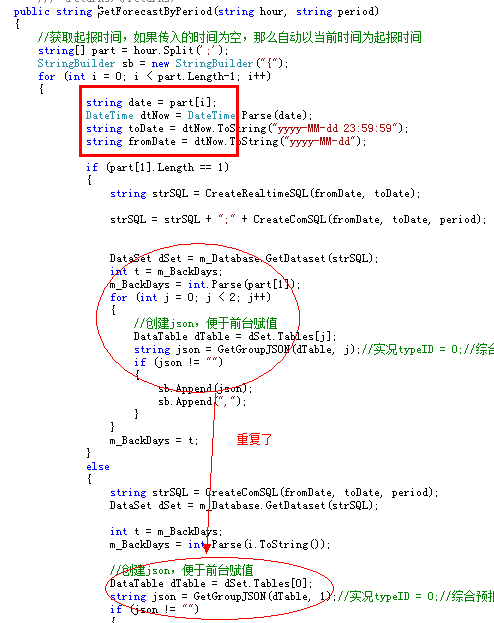 public string GetForecastByPeriod(string hour, string period)
{
//获取起报时间，如果传入的时间为空，那么自动以当前时间为起报时间
string[] part = hour.Split(';');
StringBuilder sb = new StringBuilder("{");
for (int i = 0; i < part.Length-1; i++)
{
string date = part[i];
DateTime dtNow = DateTime.Parse(date);
string toDate = dtNow.ToString("yyyy-MM-dd 23:59:59");
string fromDate = dtNow.ToString("yyyy-MM-dd");
if (part[1].Length == 1)
{
string strSQL = CreateRealtimeSQL(fromDate, toDate);
strSQL = strSQL + ";" + CreateComSQL(fromDate, toDate, period);
DataSet dSet = m_Database.GetDataset(strSQL);
int t = m_BackDays;
m_BackDays = int.Parse(part[1]);
for (int j = 0; j < 2; j++)
{
//创建json，便于前台赋值
DataTable dTable = dSet.Tables[j];
string json = GetGroupJSON(dTable, j);//实况typeID = 0;//综合
if (json != "")
{
sb.Append(json);
sb.Append(",");
}
}
m_BackDays = t;
重复了
}
else
{
string strSQL = CreateComSQL(fromDate, toDate, period);
DataSet dSet = m_Database.GetDataset(strSQL);
int t = m_BackDays;
m_BackDays = int.Parse(i.ToString());
//创建json，便于前台赋值
DataTable dTable = dSet.Tables[0];
string json = GetGroupJSON(dTable, 1);//实况typeID = 0;//综合预报
if (json != "")
{